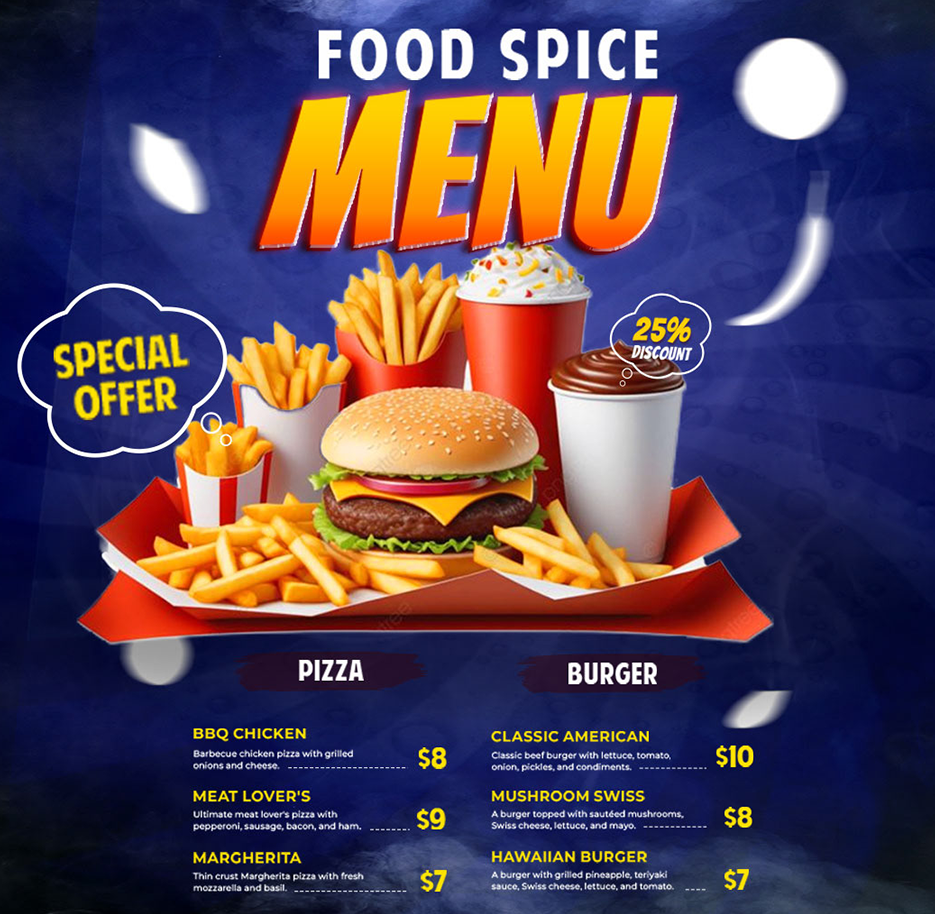 FOOD SPICE
MENU
SPECIAL
OFFER
25%
DISCOUNT
PIZZA
BBQ CHICKEN
Barbecue chicken pizza with grilled
onions and cheese. $8
MEAT LOVER'S
Ultimate meat lover's pizza with
pepperoni, sausage, bacon, and ham. $9
MARGHERITA
Thin crust Margherita pizza with fresh
mozzarella and basil. $7
BURGER
CLASSIC AMERICAN
Classic beef burger with lettuce, tomato,
onion, pickles, and condiments. $10
MUSHROOM SWISS
A burger topped with sautéed mushrooms,
Swiss cheese, lettuce, and mayo. $8
HAWAIIAN BURGER
A burger with grilled pineapple, teriyaki
sauce, Swiss cheese, lettuce, and tomato. $7